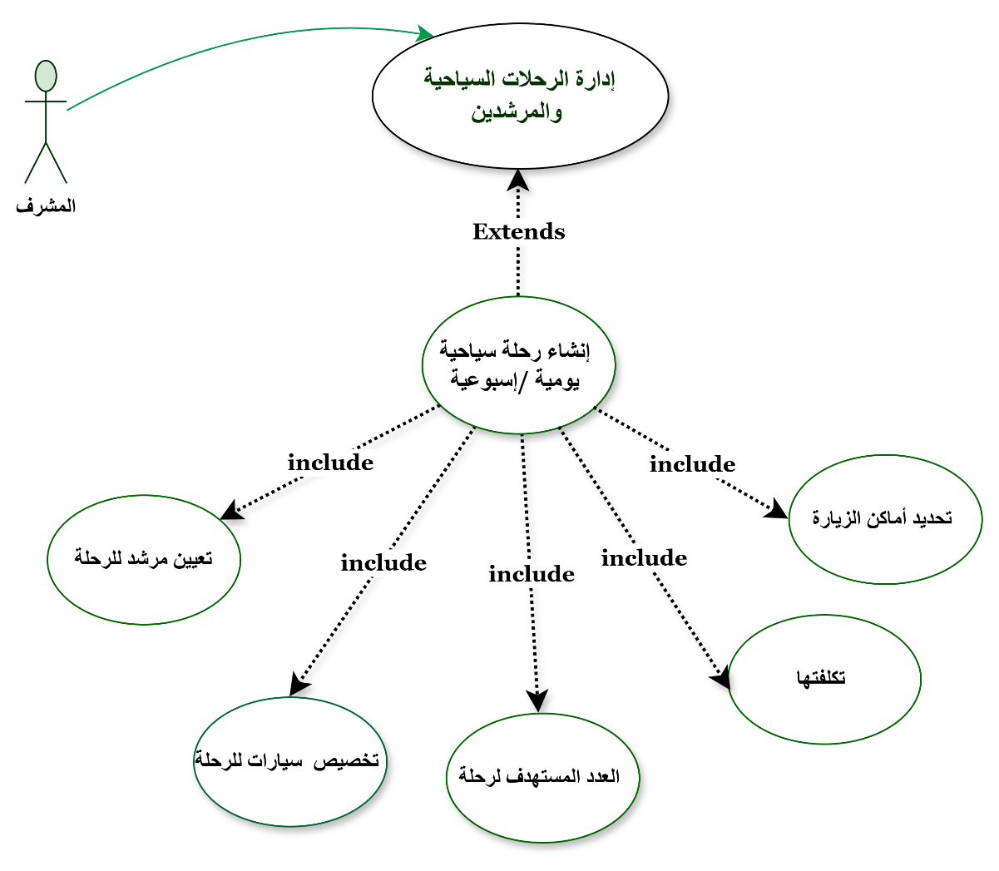 إدارة الرحلات السياحية
والمرشدين
المشرف
Extends
إنشاء رحلة سياحية
يومية /إسبوعية
include
include
include
include
include
تحديد أماكن الزيارة
تعيين مرشد للرحلة
تكلفتها
تخصيص سيارات للرحلة
العدد المستهدف لرحلة